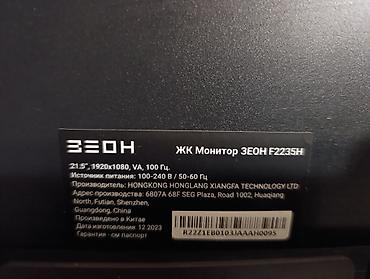 ЗЕОН
ЖК Монитор ЗЕОН F2235H
21.5", 1920x1080, VA, 100 Гц.
Источник питания: 100-240 В / 50-60 Гц
Производитель: HONGKONG HONGLANG XIANGFA TECHNOLOGY LTD
Адрес производства: 6807A 68F SEG Plaza, Road 1002, Huaqiang
North, Futian, Shenzhen,
Guangdong, China
Произведено в Китае
Дата изготовления: 12.2023
Гарантия - см паспорт
R22Z1EB0103JAAAH0095